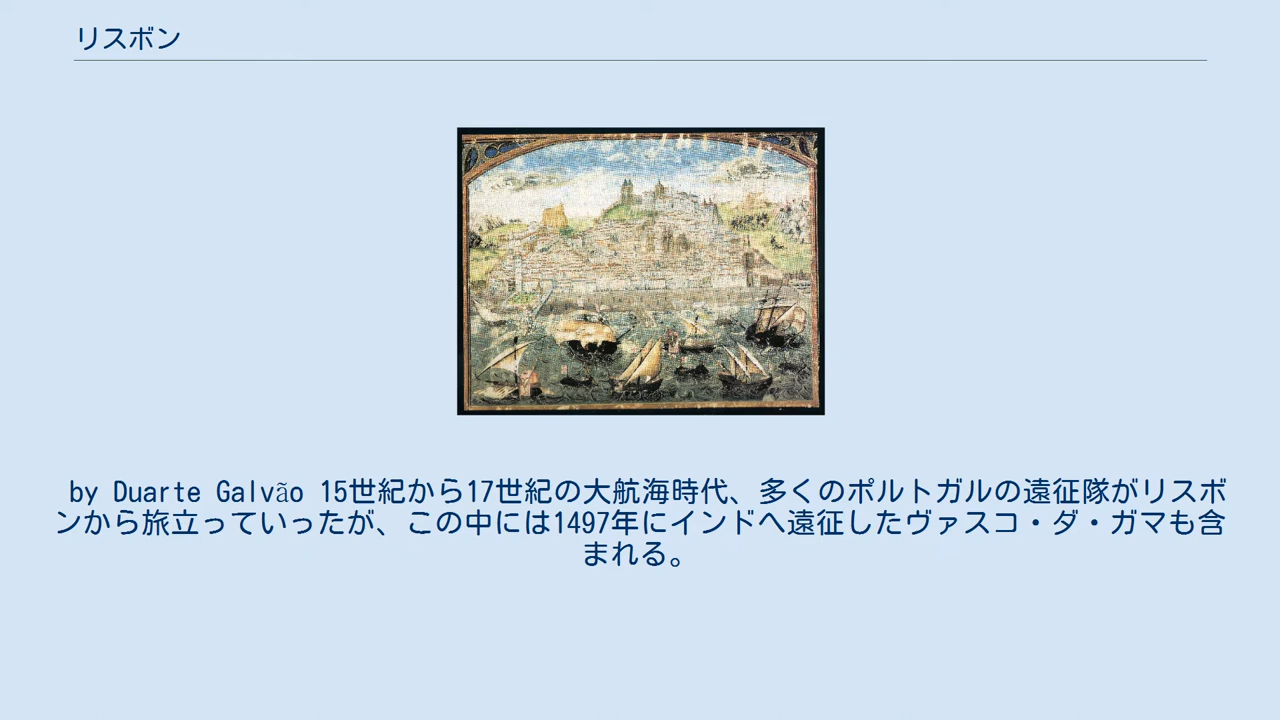 リスボン
by Duarte Galvão 15世紀から17世紀の大航海時代、多くのポルトガルの遠征隊がリスボ
ンから旅立っていったが、この中には1497年にインドへ遠征したヴァスコ・ダ・ガマも含
まれる。